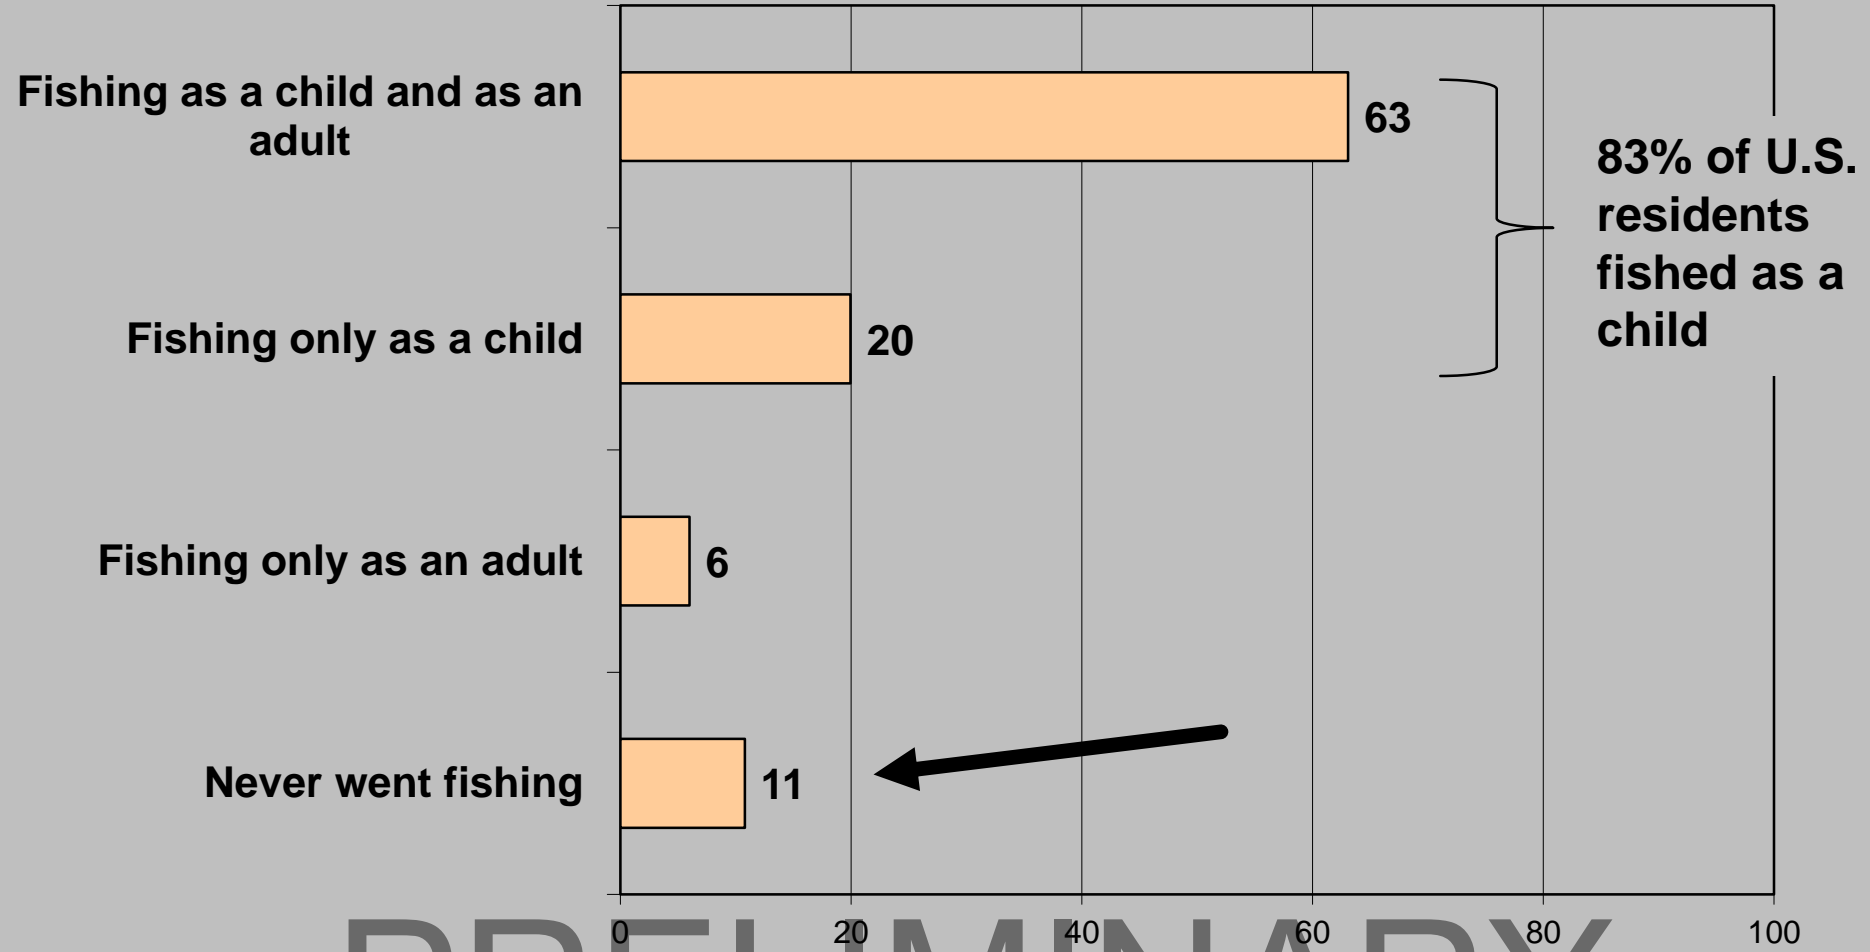 Fishing as a child and as an
adult
63
83% of U.S.
residents
fished as a
child
Fishing only as a child
20
Fishing only as an adult
6
Never went fishing
11
0 20 40 60 80 100
PRELIMINARY